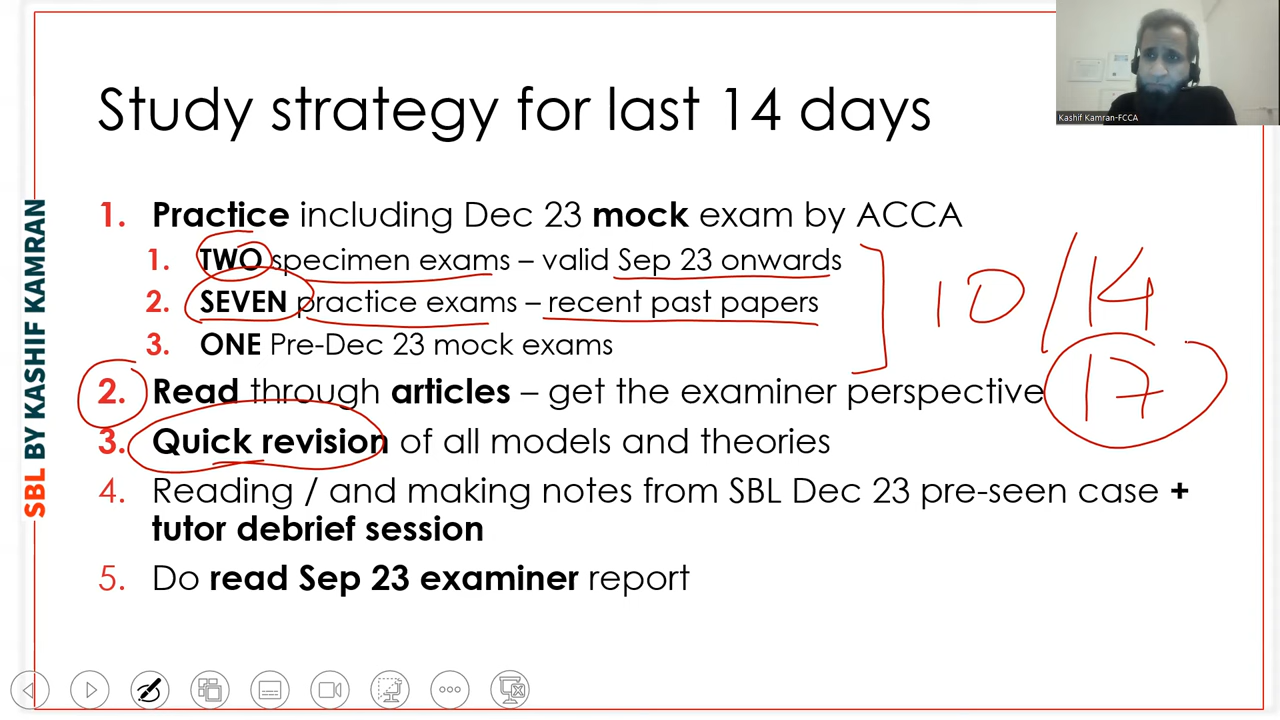 Study strategy for last 14 days
Kashif Kamran-FCCA
SBL BY KASHIF KAMRAN
1. Practice including Dec 23 mock exam by ACCA
1. TWO specimen exams – valid Sep 23 onwards
2. SEVEN practice exams – recent past papers
3. ONE Pre-Dec 23 mock exams
10/14
2. Read through articles – get the examiner perspective
17
3. Quick revision of all models and theories
4. Reading / and making notes from SBL Dec 23 pre-seen case +
tutor debrief session
5. Do read Sep 23 examiner report